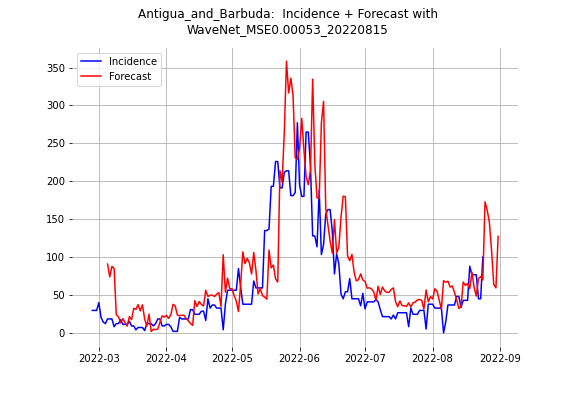 Antigua_and_Barbuda:  Incidence + Forecast with
WaveNet_MSE0.00053_20220815
Incidence
Forecast
350
300
250
200
150
100
50
0
2022-03 2022-04 2022-05 2022-06 2022-07 2022-08 2022-09